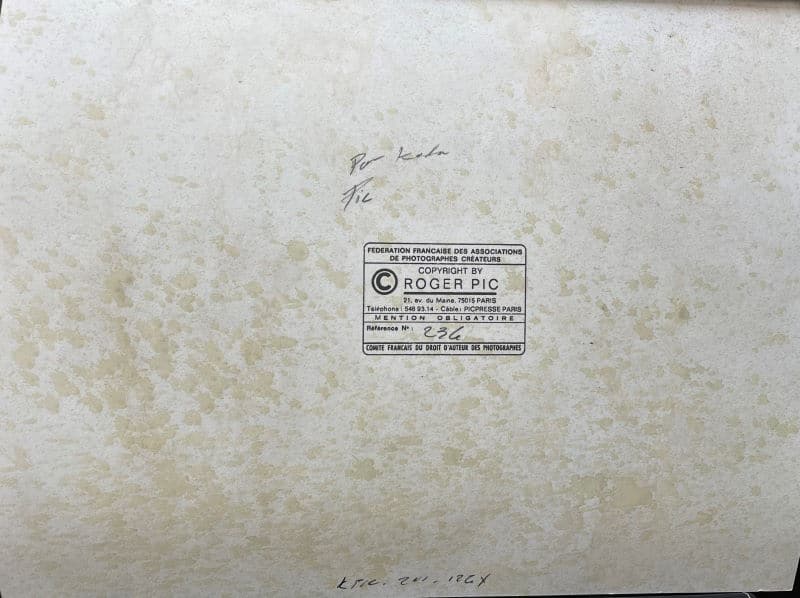 Pic
FEDERATION FRANCAISE DES ASSOCIATIONS
DE PHOTOGRAPHES CRÉATEURS
COPYRIGHT BY
© ROGER PIC
21, av. du Maine, 75015 PARIS
Téléphone : 548 93.14 - Câble : PICPRESSE PARIS
MENTION OBLIGATOIRE
Référence N° : 236
COMITE FRANCAIS DU DROIT D'AUTEUR DES PHOTOGRAPHES